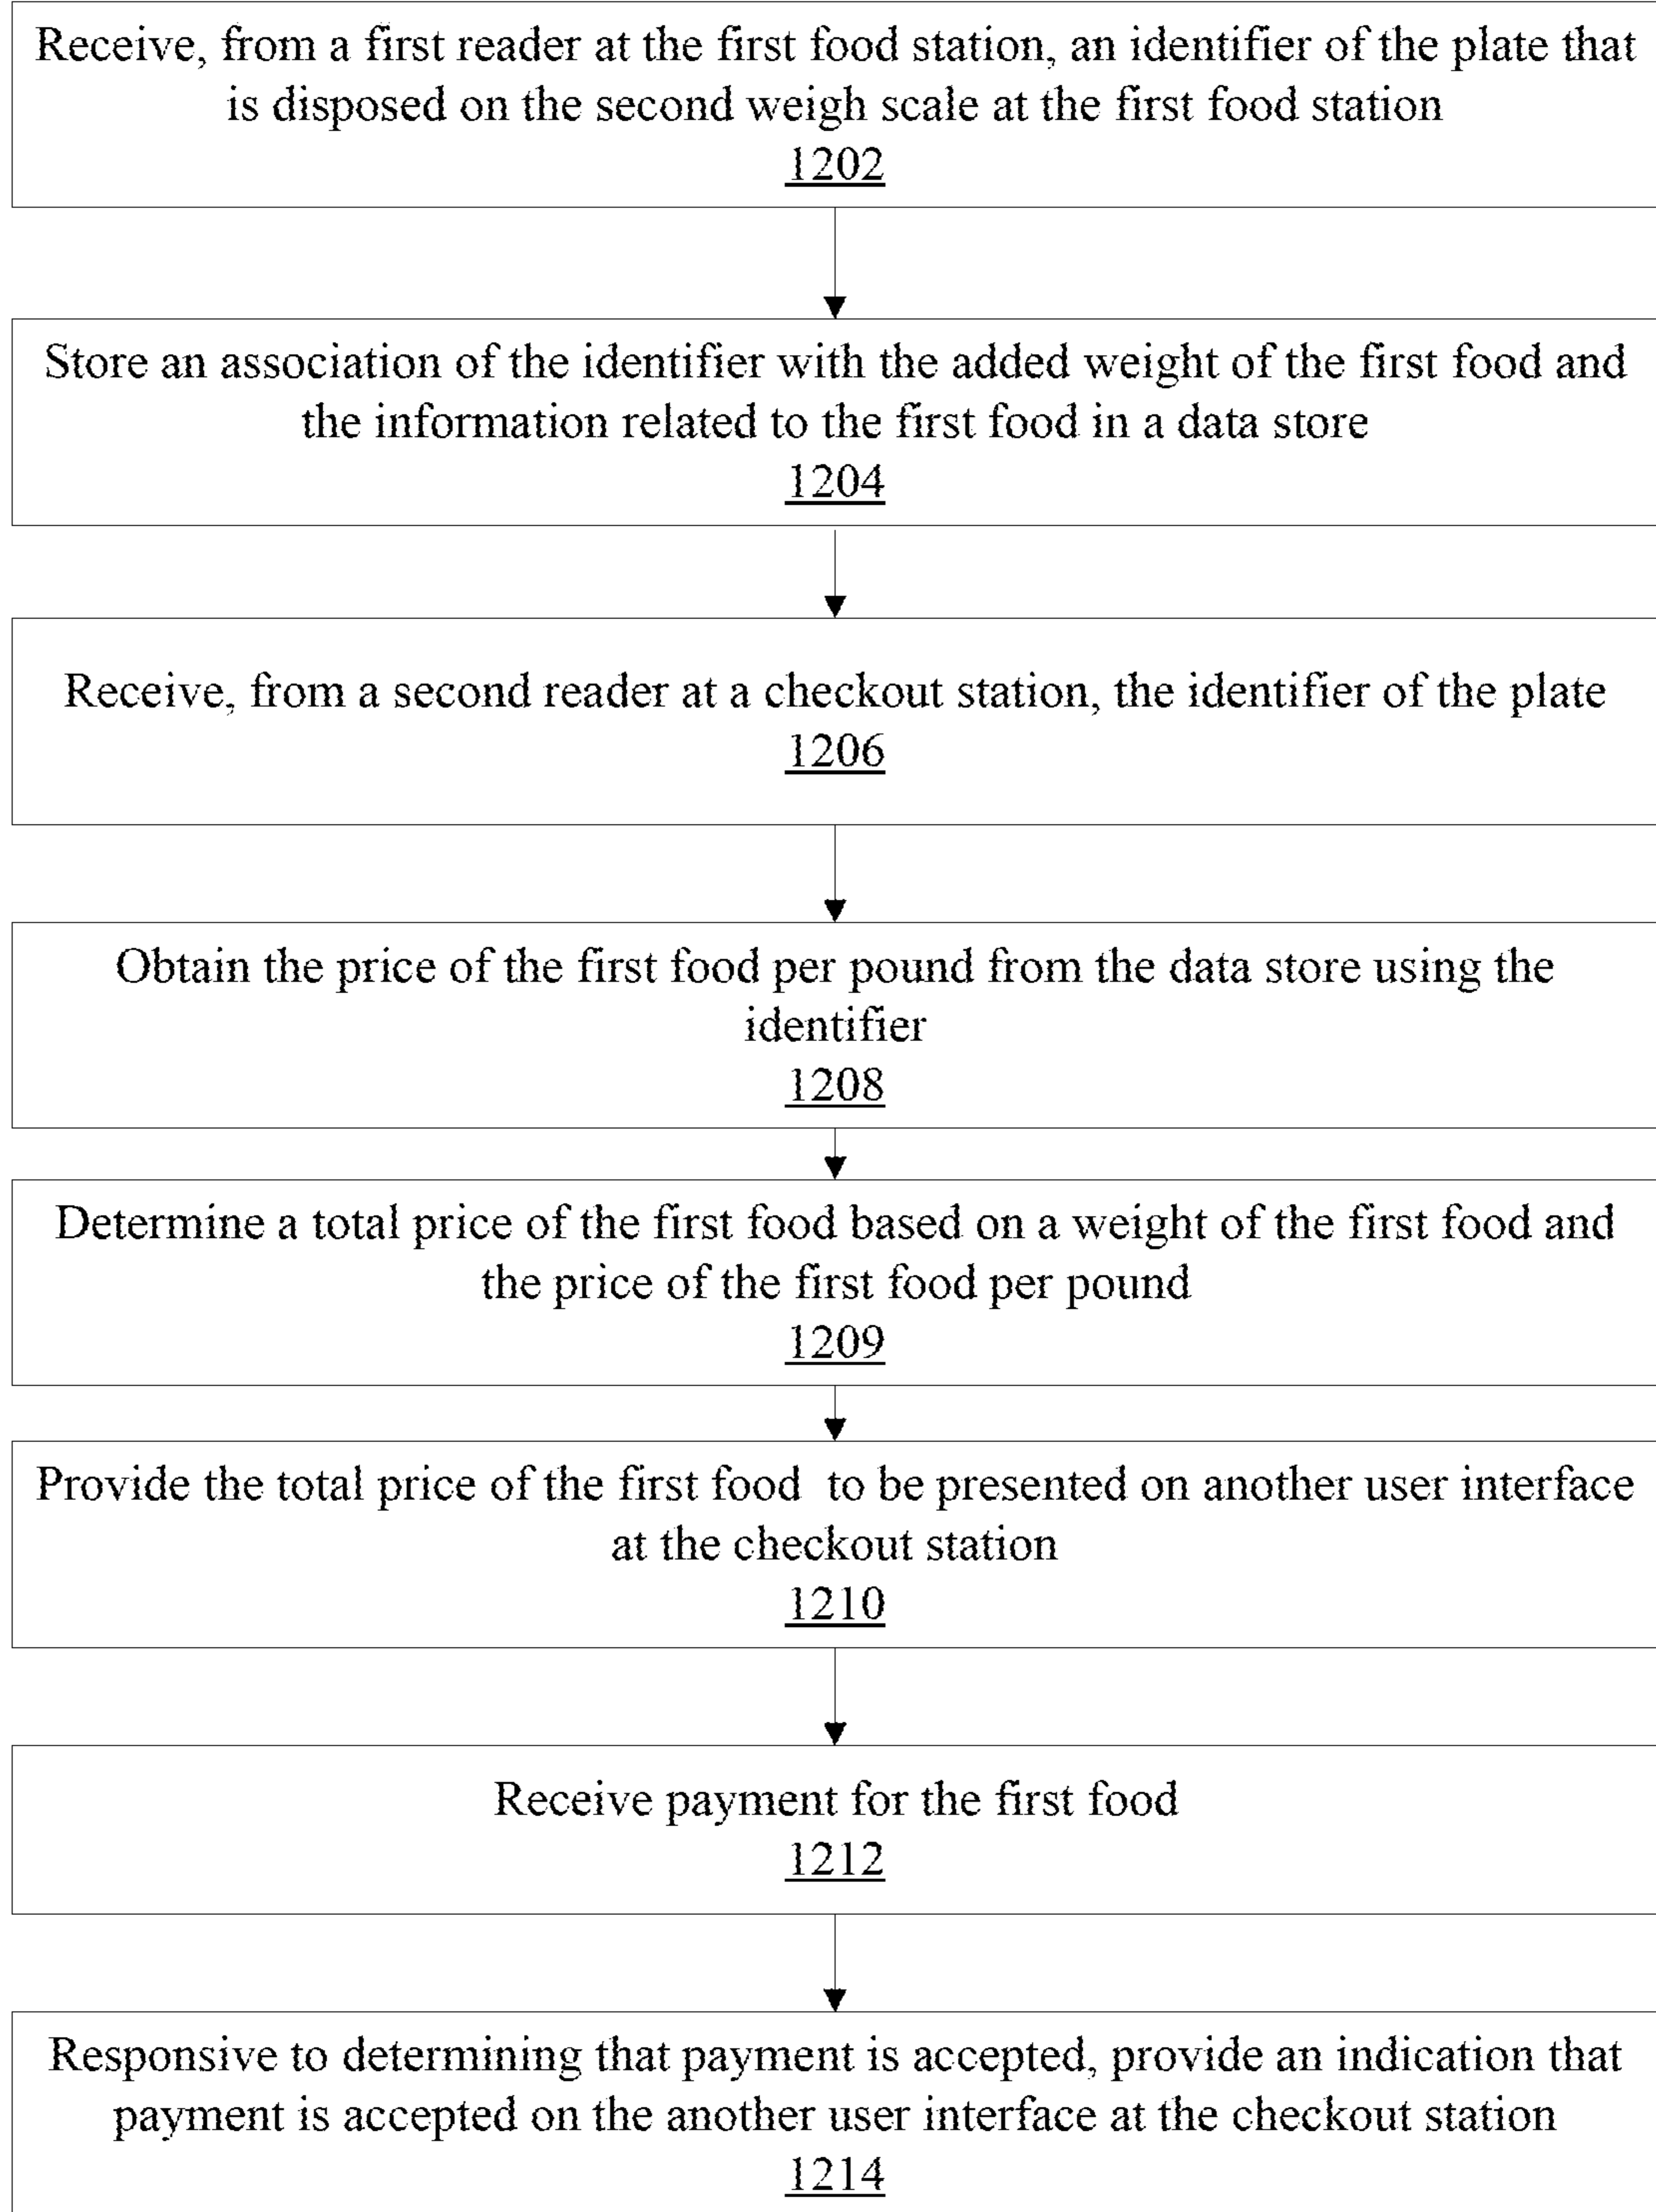 Receive, from a first reader at the first food station, an identifier of the plate that
is disposed on the second weigh scale at the first food station
1202
Store an association of the identifier with the added weight of the first food and
the information related to the first food in a data store
1204
Receive, from a second reader at a checkout station, the identifier of the plate
1206
Obtain the price of the first food per pound from the data store using the
identifier
1208
Determine a total price of the first food based on a weight of the first food and
the price of the first food per pound
1209
Provide the total price of the first food to be presented on another user interface
at the checkout station
1210
Receive payment for the first food
1212
Responsive to determining that payment is accepted, provide an indication that
payment is accepted on the another user interface at the checkout station
1214